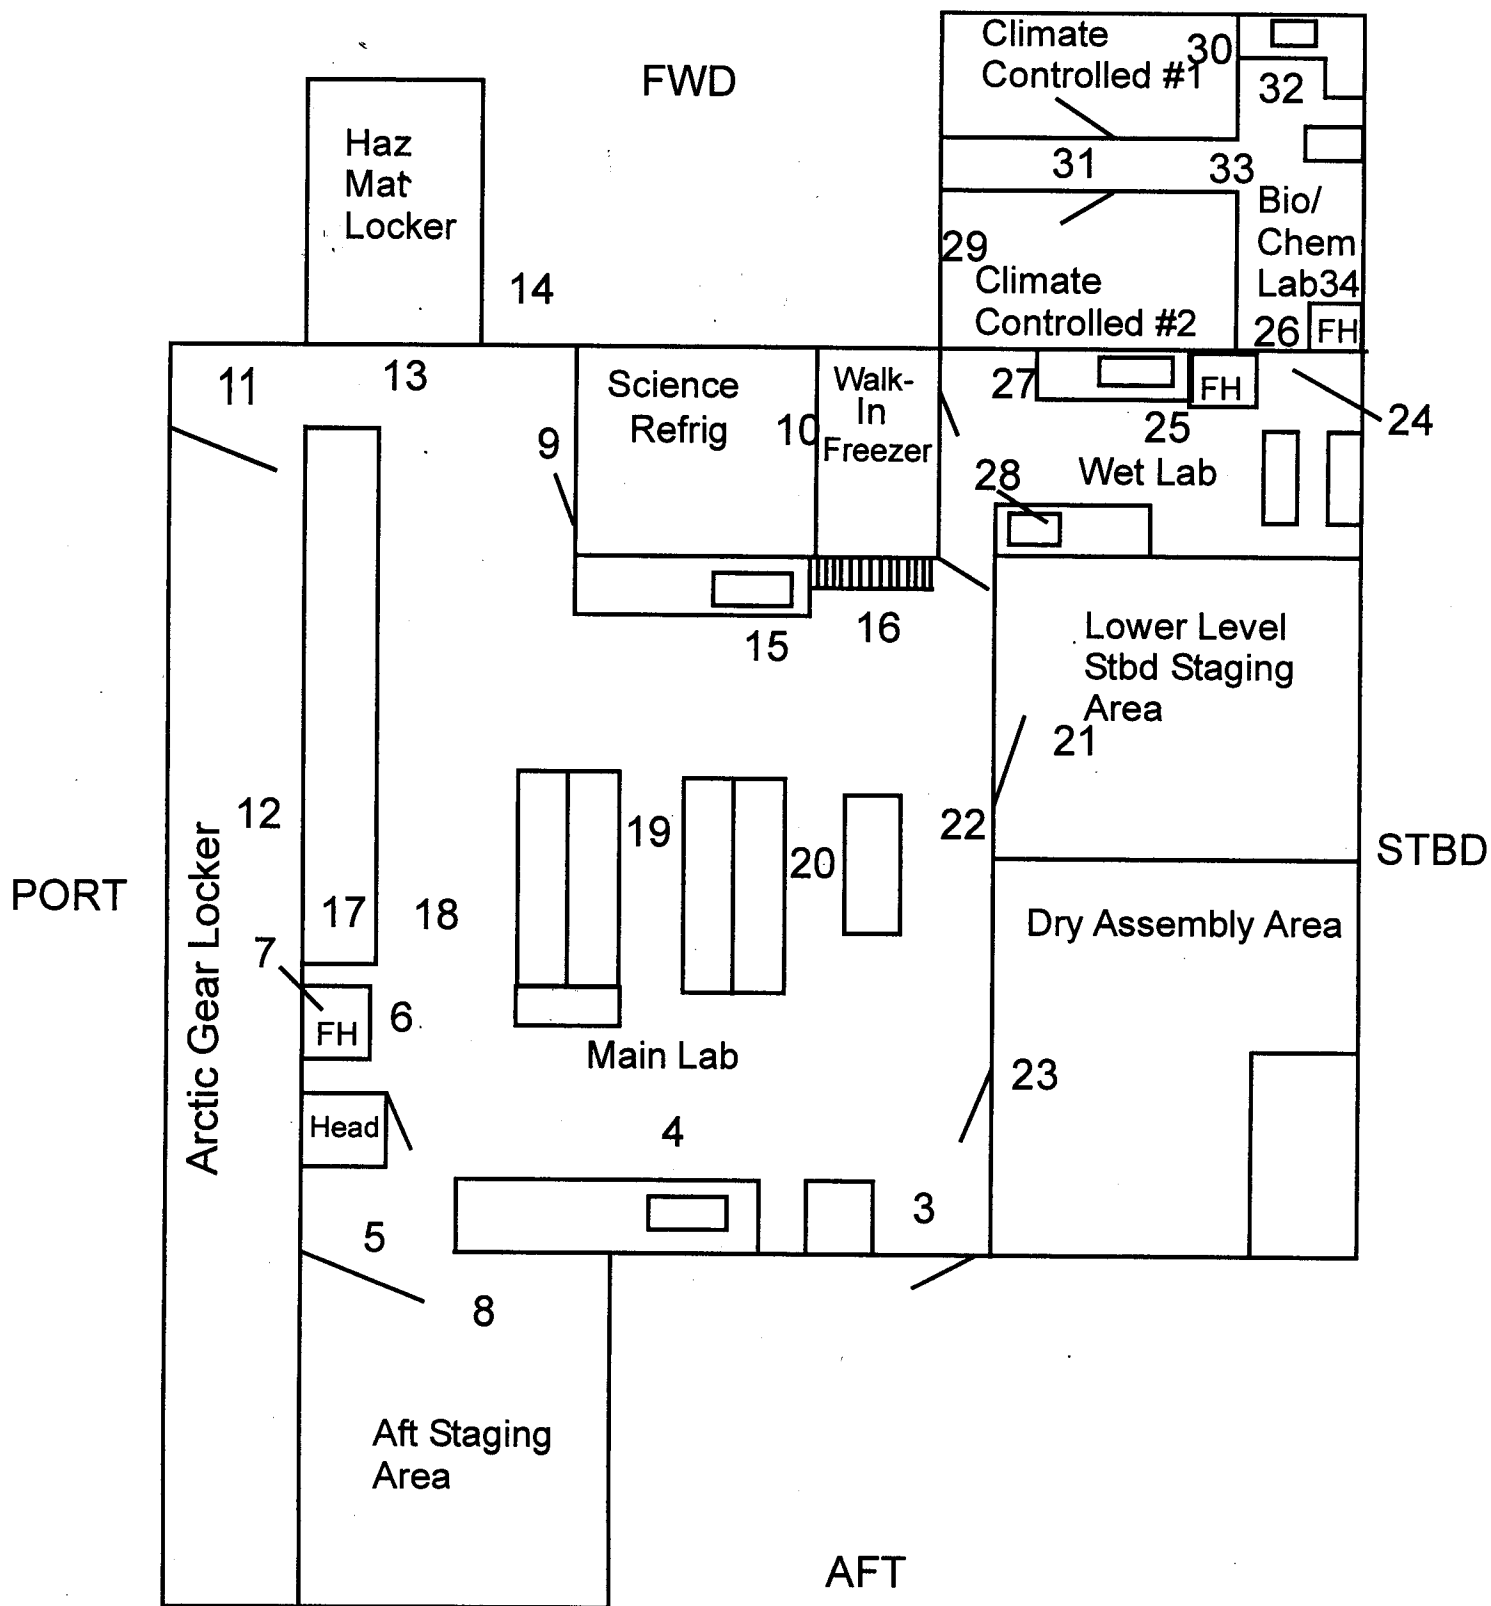 Climate
Controlled #1
30
32
FWD
Haz
Mat
Locker
31
33
Bio/
Chem
Lab34
29
Climate
Controlled #2
14
26
FH
11
13
Science
Refrig
Walk-
In
Freezer
10
9
27
FH
25
24
28
Wet Lab
15
16
Lower Level
Stbd Staging
Area
21
12
19
20
22
STBD
PORT
17
18
Dry Assembly Area
7
Arctic Gear Locker
FH
6
Main Lab
23
Head
4
3
5
8
Aft Staging
Area
AFT